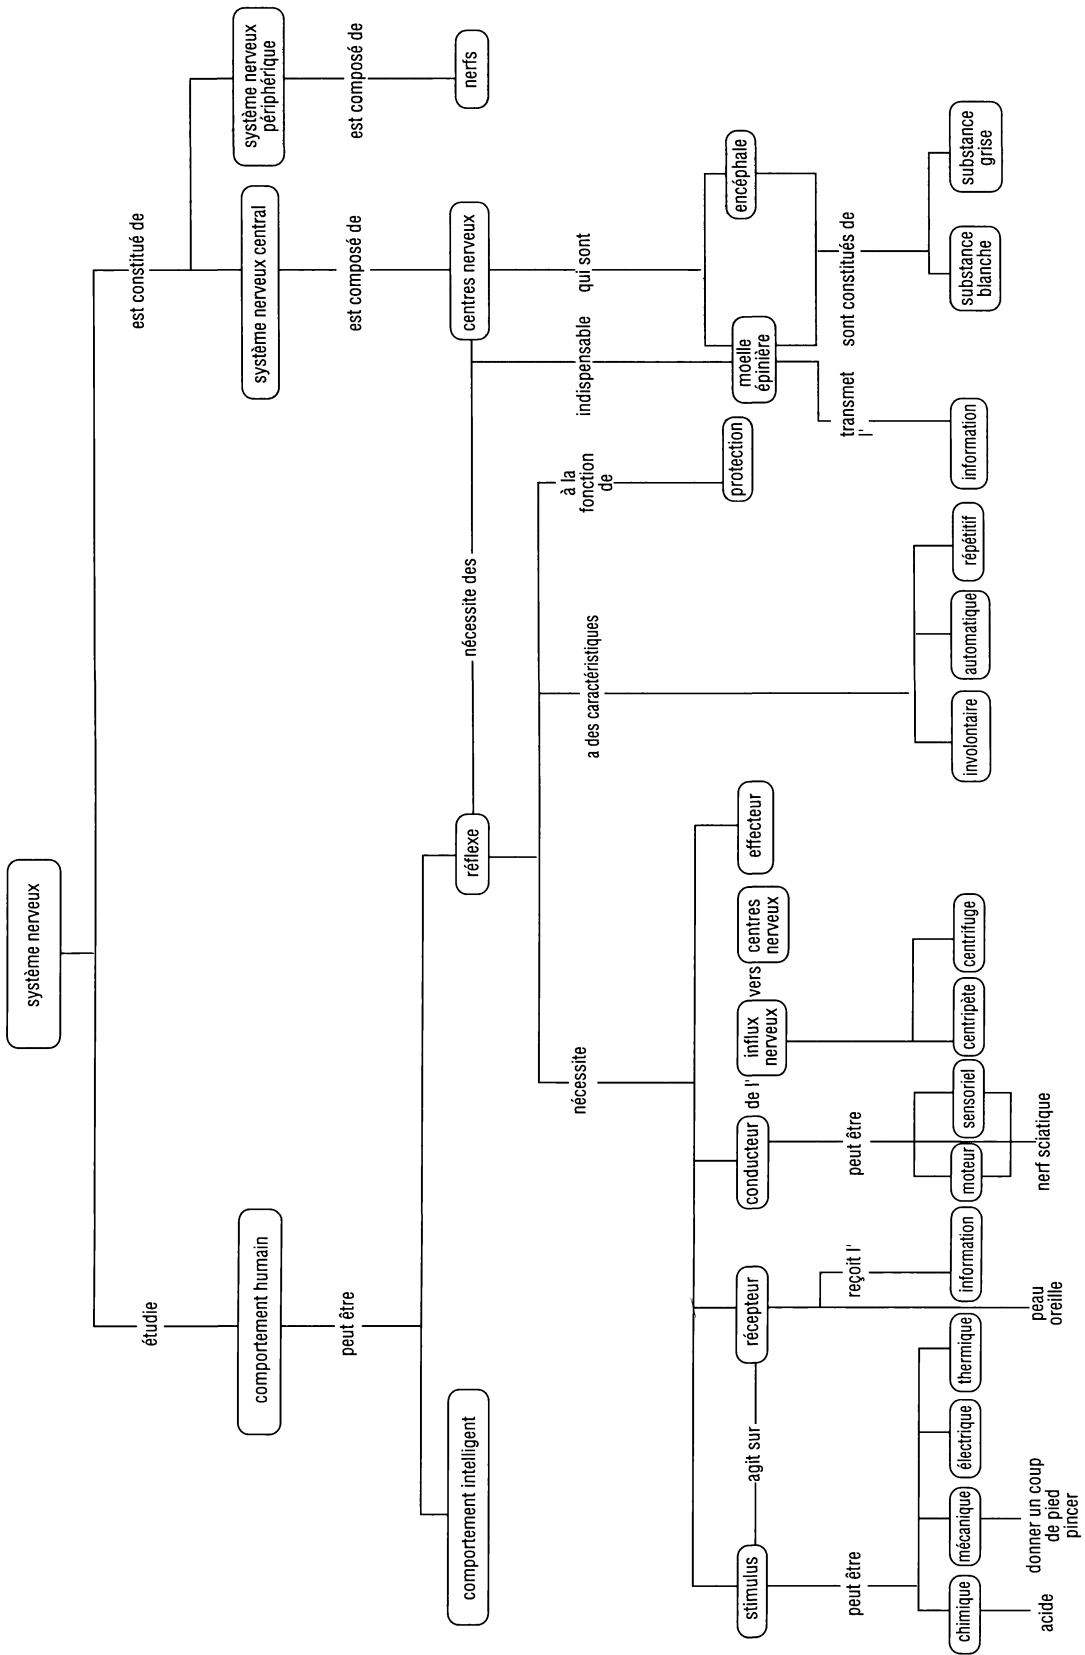 système nerveux
étudie
est constitué de
comportement humain
système nerveux central
système nerveux
périphérique
peut être
est composé de
est composé de
comportement intelligent
réflexe
nécessite des
centres nerveux
nerfs
nécessite
a des caractéristiques
à la
fonction
de
indispensable
qui sont
stimulus
agit sur
récepteur
conducteur
de l'
influx
nerveux
vers
centres
nerveux
effecteur
protection
moelle
épinière
encéphale
peut être
reçoit l'
peut être
transmet
l'
sont constitués de
chimique
mécanique
électrique
thermique
information
moteur
sensoriel
centripète
centrifuge
involontaire
automatique
répétitif
information
substance
blanche
substance
grise
acide
donner un coup
de pied
pincer
peau
oreille
nerf sciatique